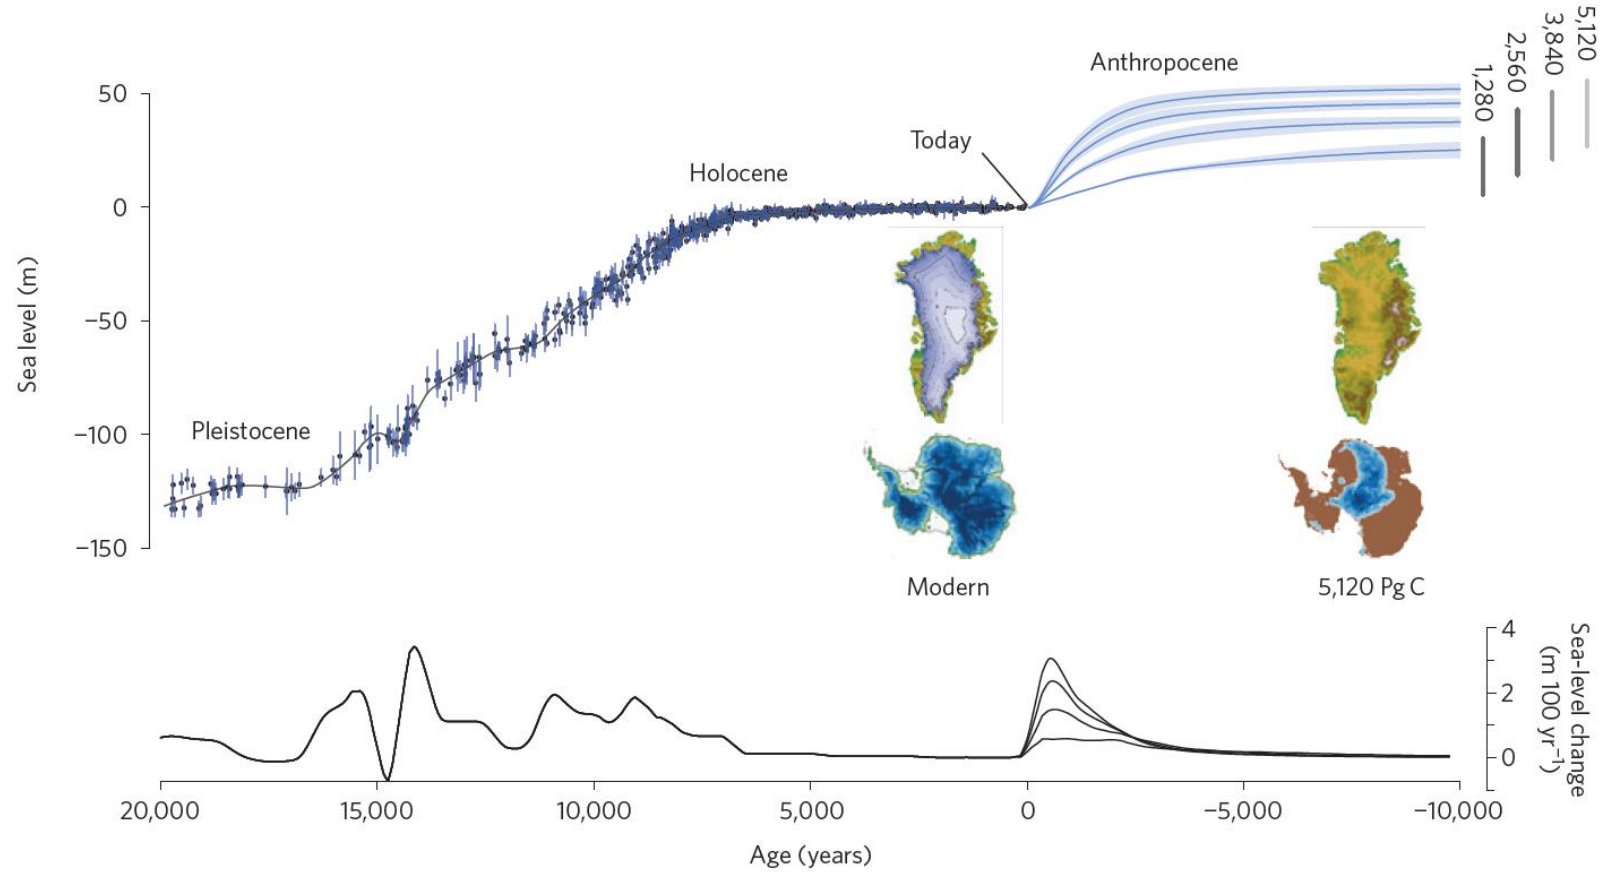 5,120
3,840
2,560
1,280
Anthropocene
50
Today
Holocene
0
Sea level (m)
−50
Pleistocene
−100
−150
Modern
5,120 Pg C
4
2
0
Sea-level change
(m 100 yr⁻¹)
20,000
15,000
10,000
5,000
0
−5,000
−10,000
Age (years)